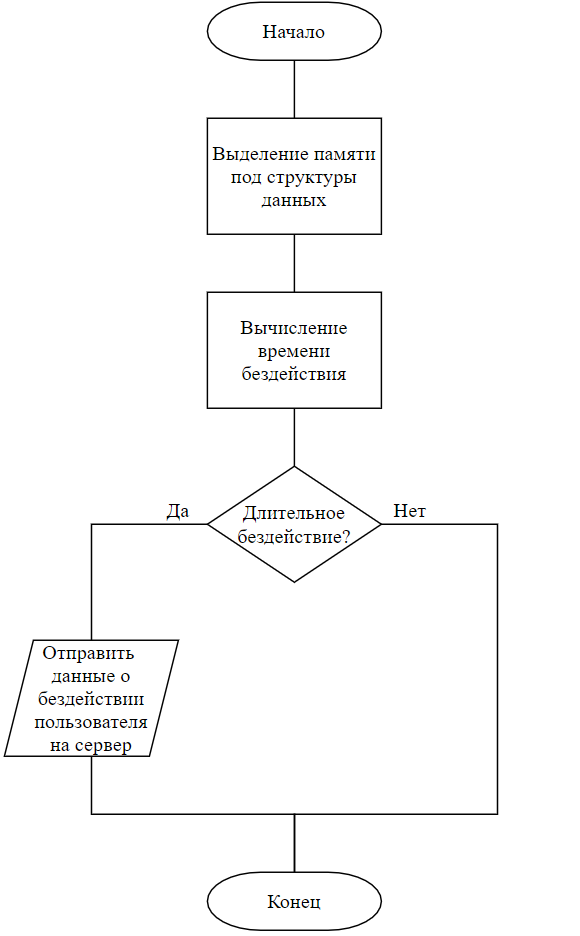 Начало
Выделение памяти
под структуры
данных
Вычисление
времени
бездействия
Да
Нет
Длительное
бездействие?
Отправить
данные о
бездействии
пользователя
на сервер
Конец